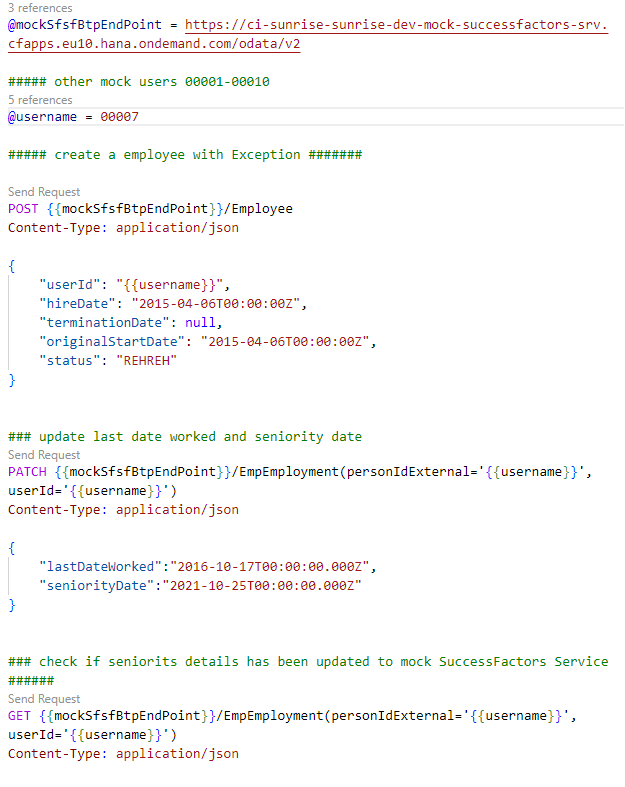 3 references
@mockSfsfBtpEndPoint = https://ci-sunrise-sunrise-dev-mock-successfactors-srv.
cfapps.eu10.hana.ondemand.com/odata/v2
##### other mock users 00001-00010
5 references
@username = 00007
##### create a employee with Exception #######
Send Request
POST {{mockSfsfBtpEndPoint}}/Employee
Content-Type: application/json
{
    "userId": "{{username}}",
    "hireDate": "2015-04-06T00:00:00Z",
    "terminationDate": null,
    "originalStartDate": "2015-04-06T00:00:00Z",
    "status": "REHREH"
}
### update last date worked and seniority date
Send Request
PATCH {{mockSfsfBtpEndPoint}}/EmpEmployment(personIdExternal='{{username}}',
userId='{{username}}')
Content-Type: application/json
{
    "lastDateWorked":"2016-10-17T00:00:00.000Z",
    "seniorityDate":"2021-10-25T00:00:00.000Z"
}
### check if seniorits details has been updated to mock SuccessFactors Service
######
Send Request
GET {{mockSfsfBtpEndPoint}}/EmpEmployment(personIdExternal='{{username}}',
userId='{{username}}')
Content-Type: application/json